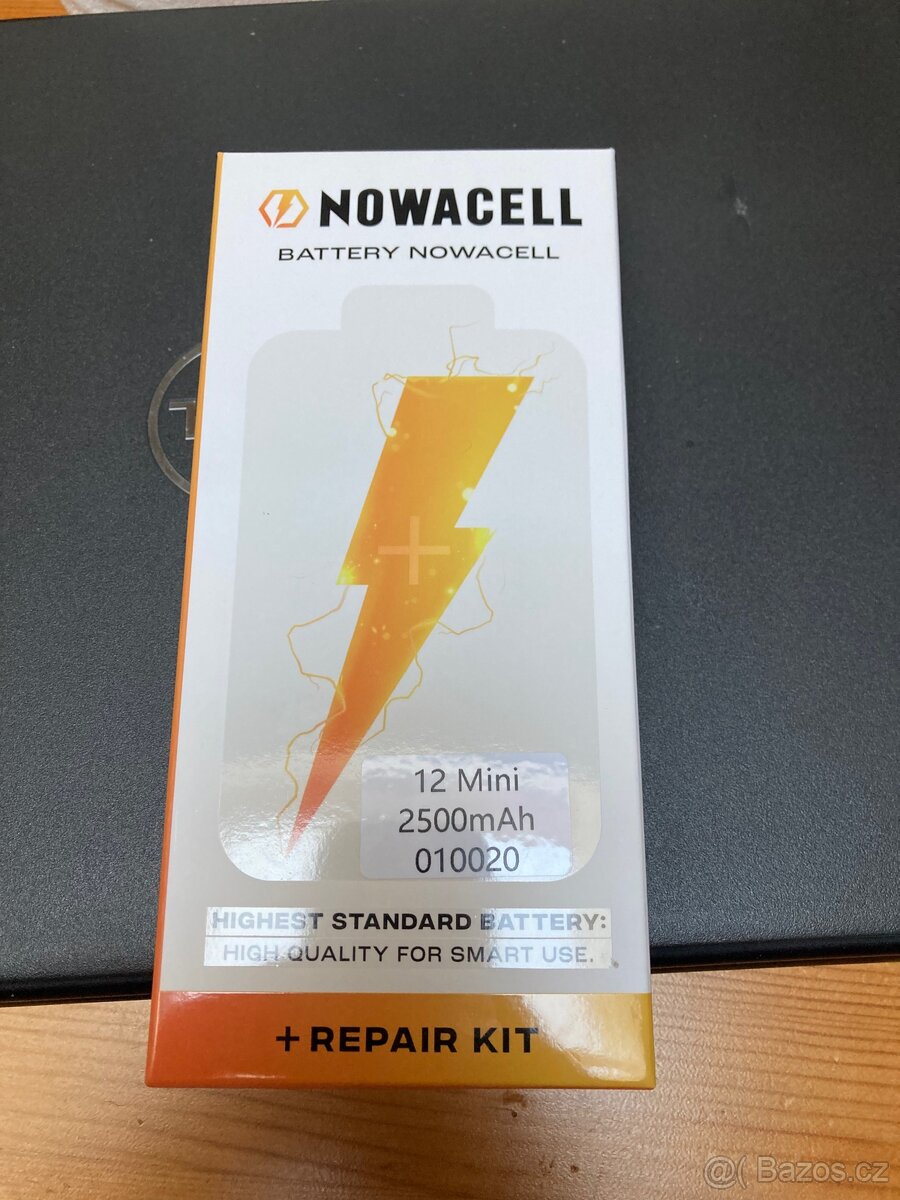 NOWACELL
BATTERY NOWACELL
12 Mini
2500mAh
010020
HIGHEST STANDARD BATTERY:
HIGH QUALITY FOR SMART USE.
+ REPAIR KIT
@( Bazos.cz